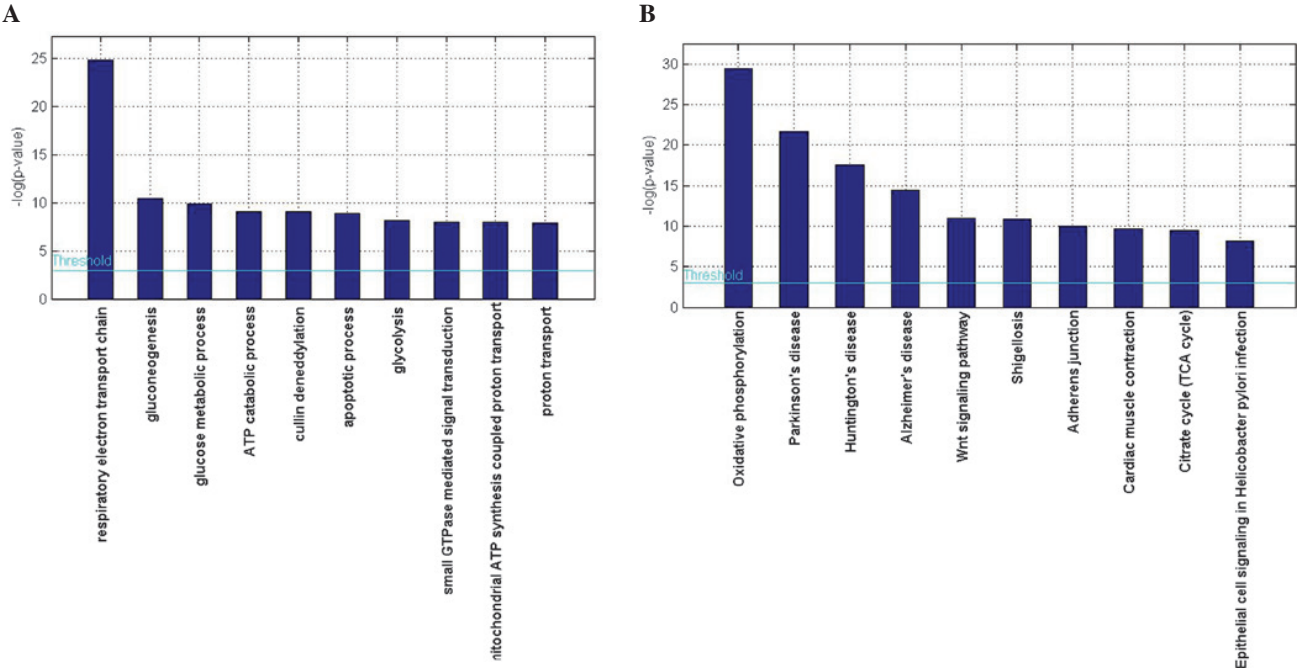 A
25
20
15
10
5
0
-log(p-value)
Threshold
respiratory electron transport chain
gluconeogenesis
glucose metabolic process
ATP catabolic process
cullin deneddylation
apoptotic process
glycolysis
small GTPase mediated signal transduction
mitochondrial ATP synthesis coupled proton transport
proton transport
B
30
25
20
15
10
5
0
-log(p-value)
Threshold
Oxidative phosphorylation
Parkinson's disease
Huntington's disease
Alzheimer's disease
Wnt signaling pathway
Shigellosis
Adherens junction
Cardiac muscle contraction
Citrate cycle (TCA cycle)
Epithelial cell signaling in Helicobacter pylori infection